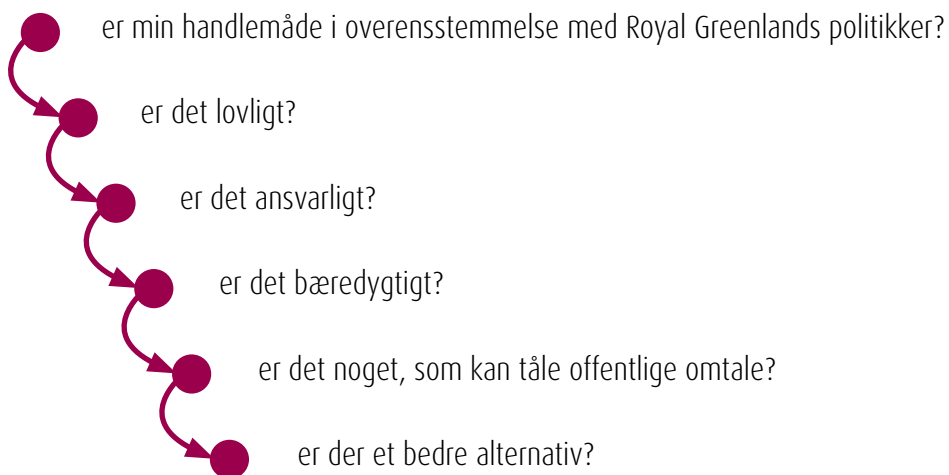 er min handlemåde i overensstemmelse med Royal Greenlands politikker?
er det lovligt?
er det ansvarligt?
er det bæredygtigt?
er det noget, som kan tåle offentlige omtale?
er der et bedre alternativ?